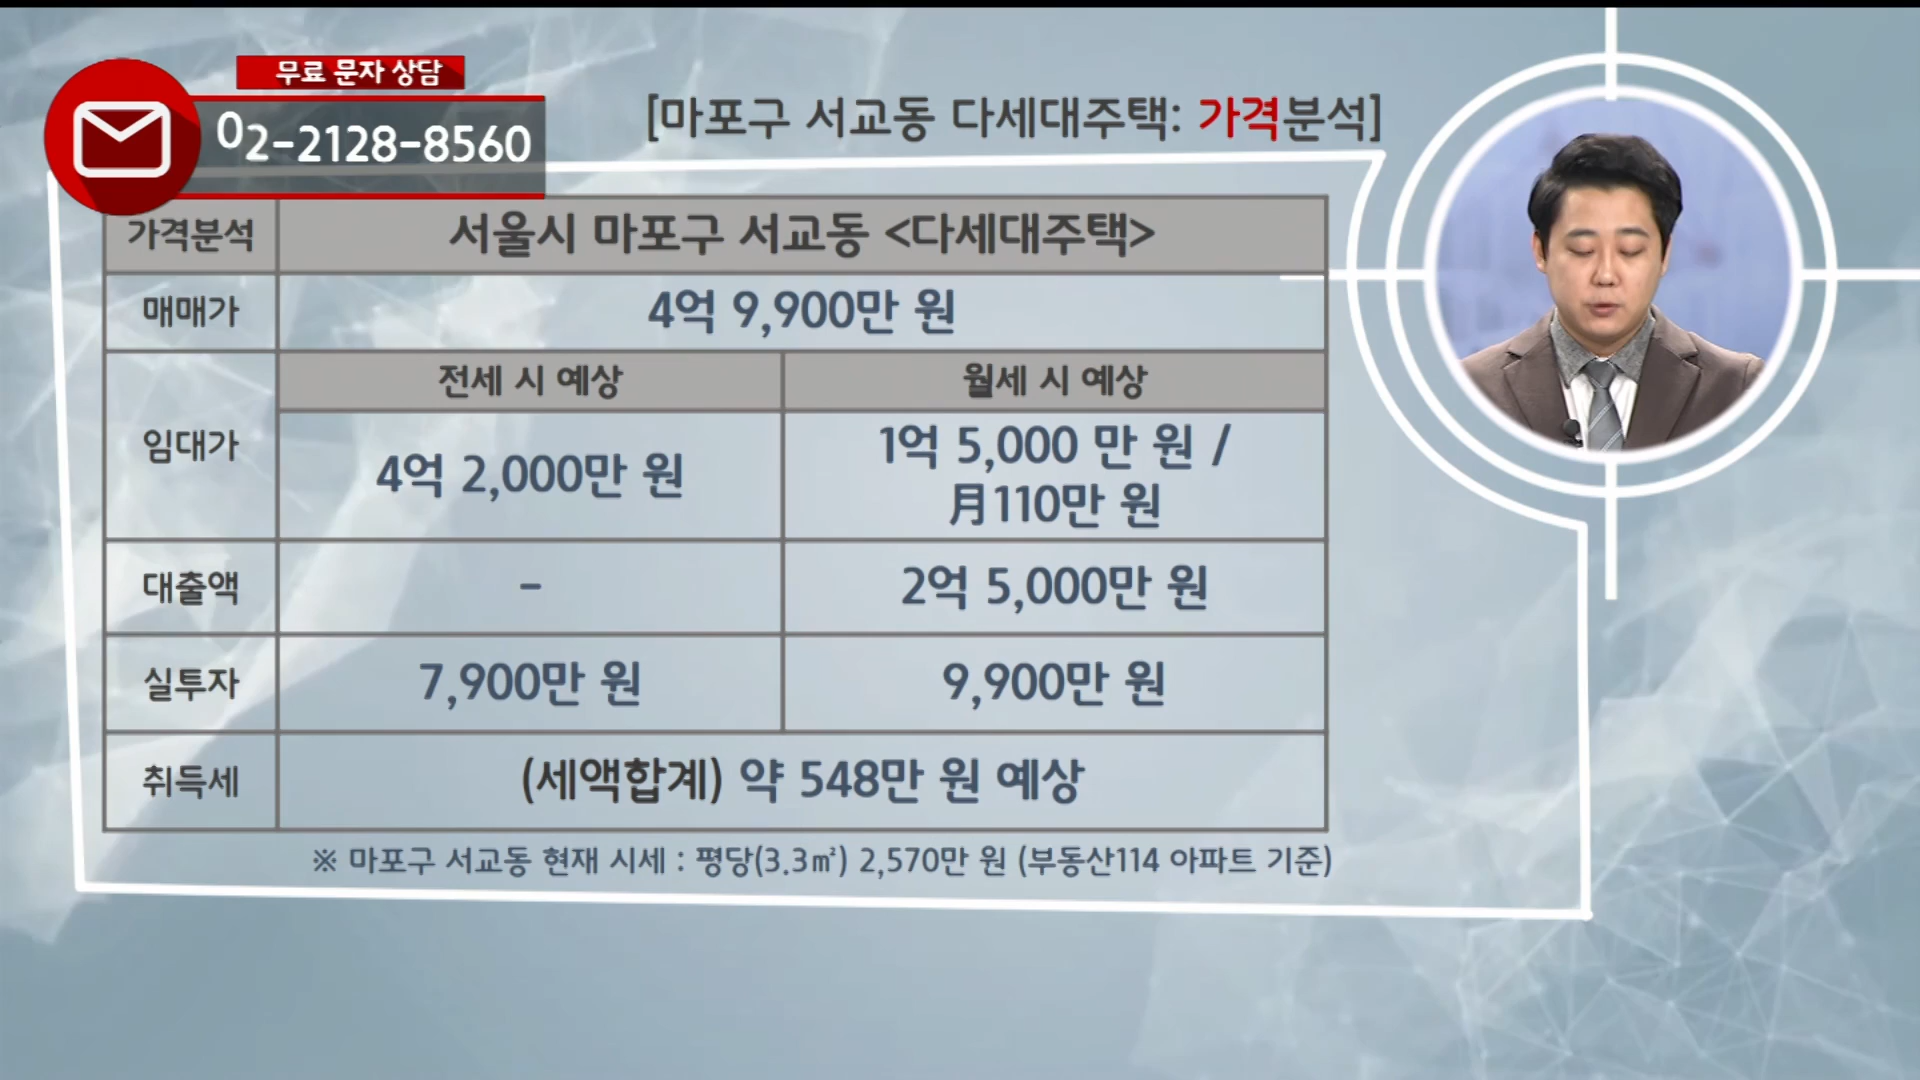 무료 문자 상담
02-2128-8560
[마포구 서교동 다세대주택: 가격분석]
가격분석 서울시 마포구 서교동 <다세대주택>
매매가 4억 9,900만 원
임대가
전세 시 예상 월세 시 예상
4억 2,000만 원
1억 5,000 만 원 /
月110만 원
대출액 - 2억 5,000만 원
실투자 7,900만 원 9,900만 원
취득세 (세액합계) 약 548만 원 예상
※ 마포구 서교동 현재 시세 : 평당(3.3㎡) 2,570만 원 (부동산114 아파트 기준)